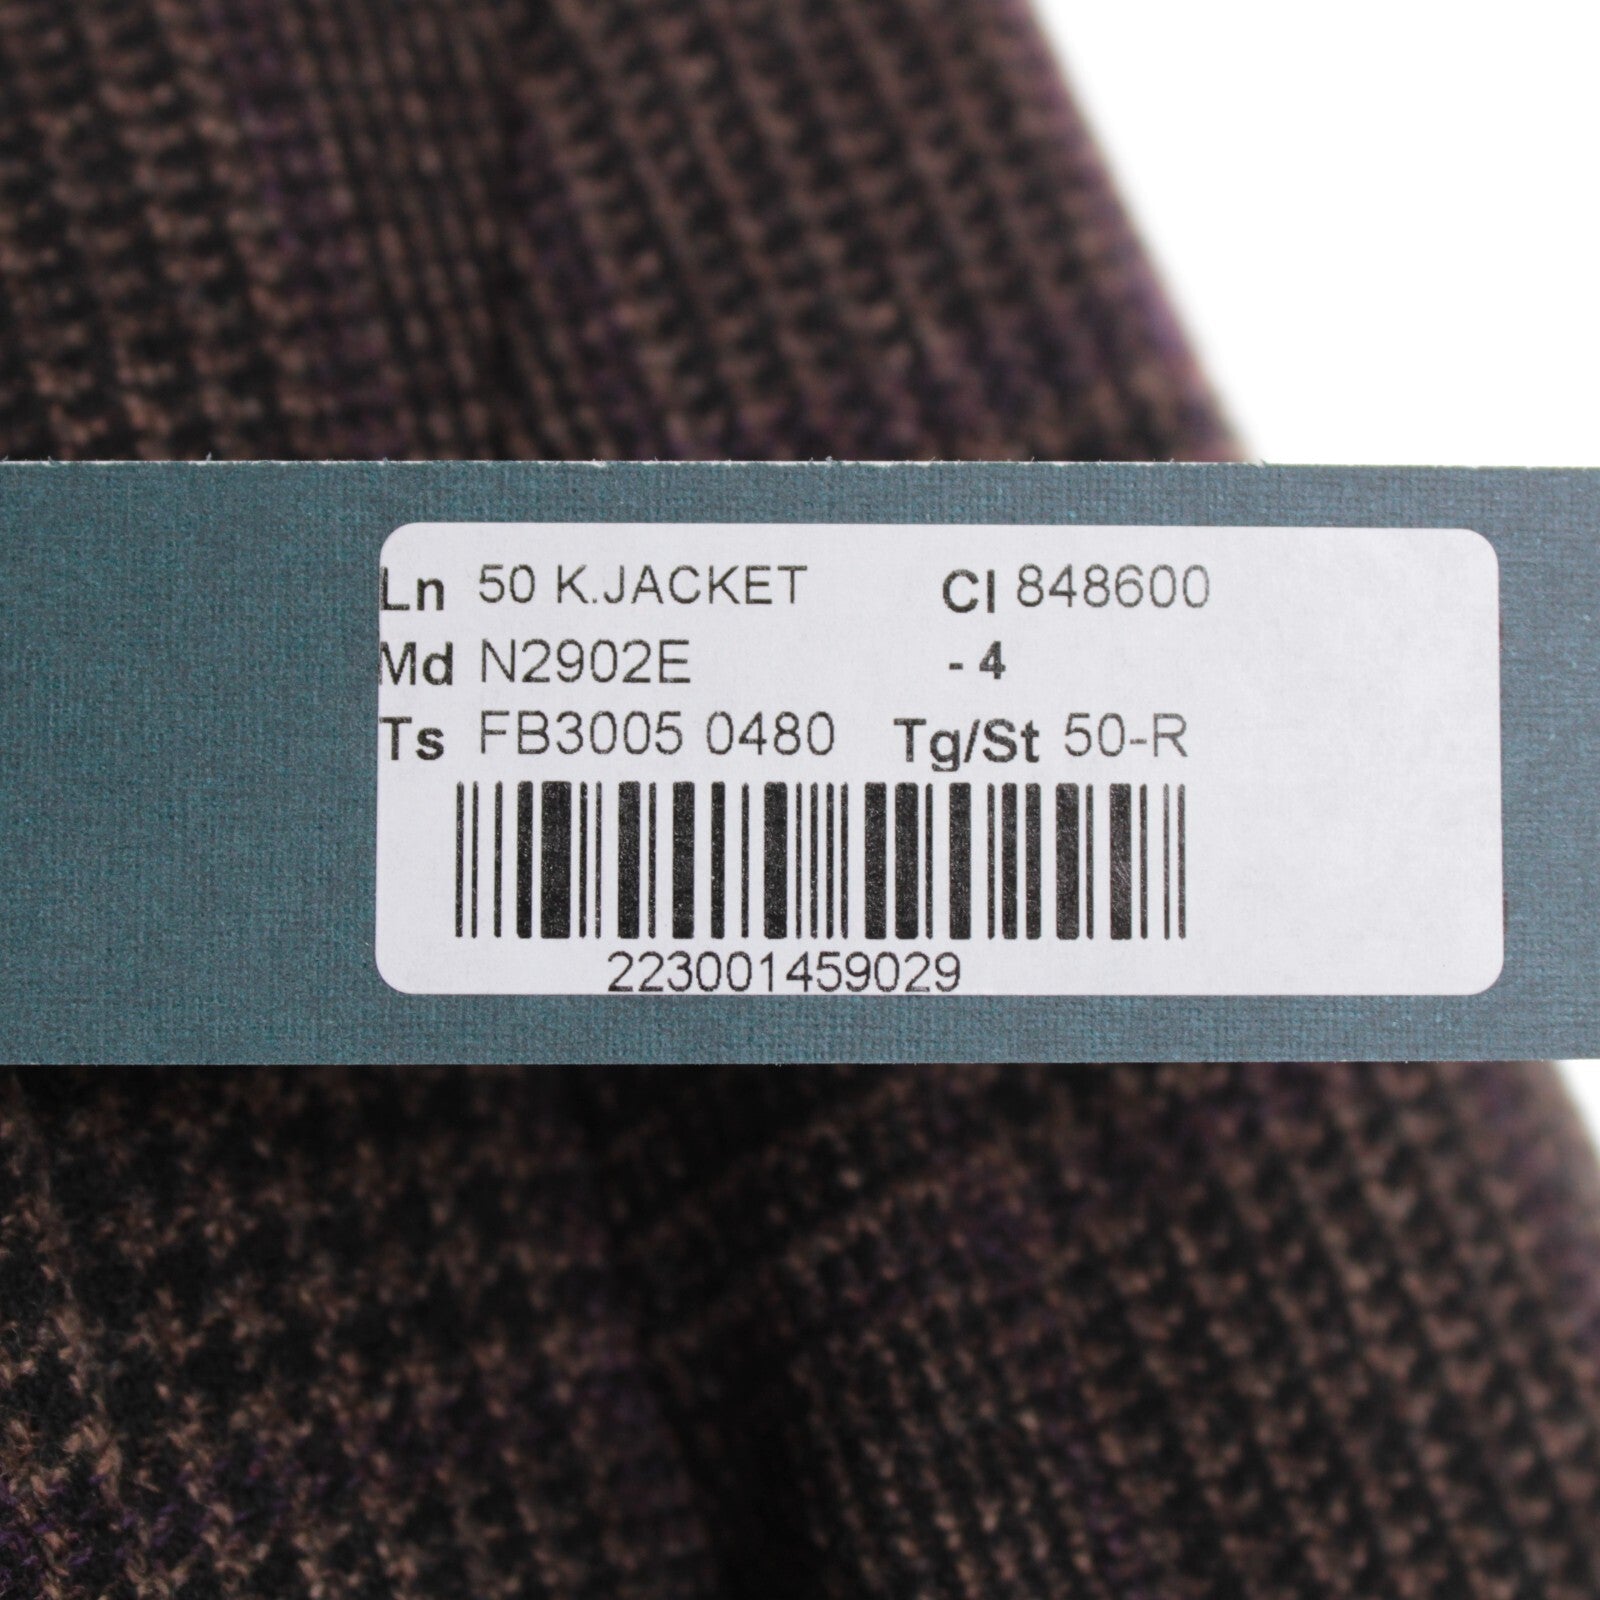 Ln 50 K.JACKET Cl 848600
Md N2902E - 4
Ts FB3005 0480 Tg/St 50-R
223001459029